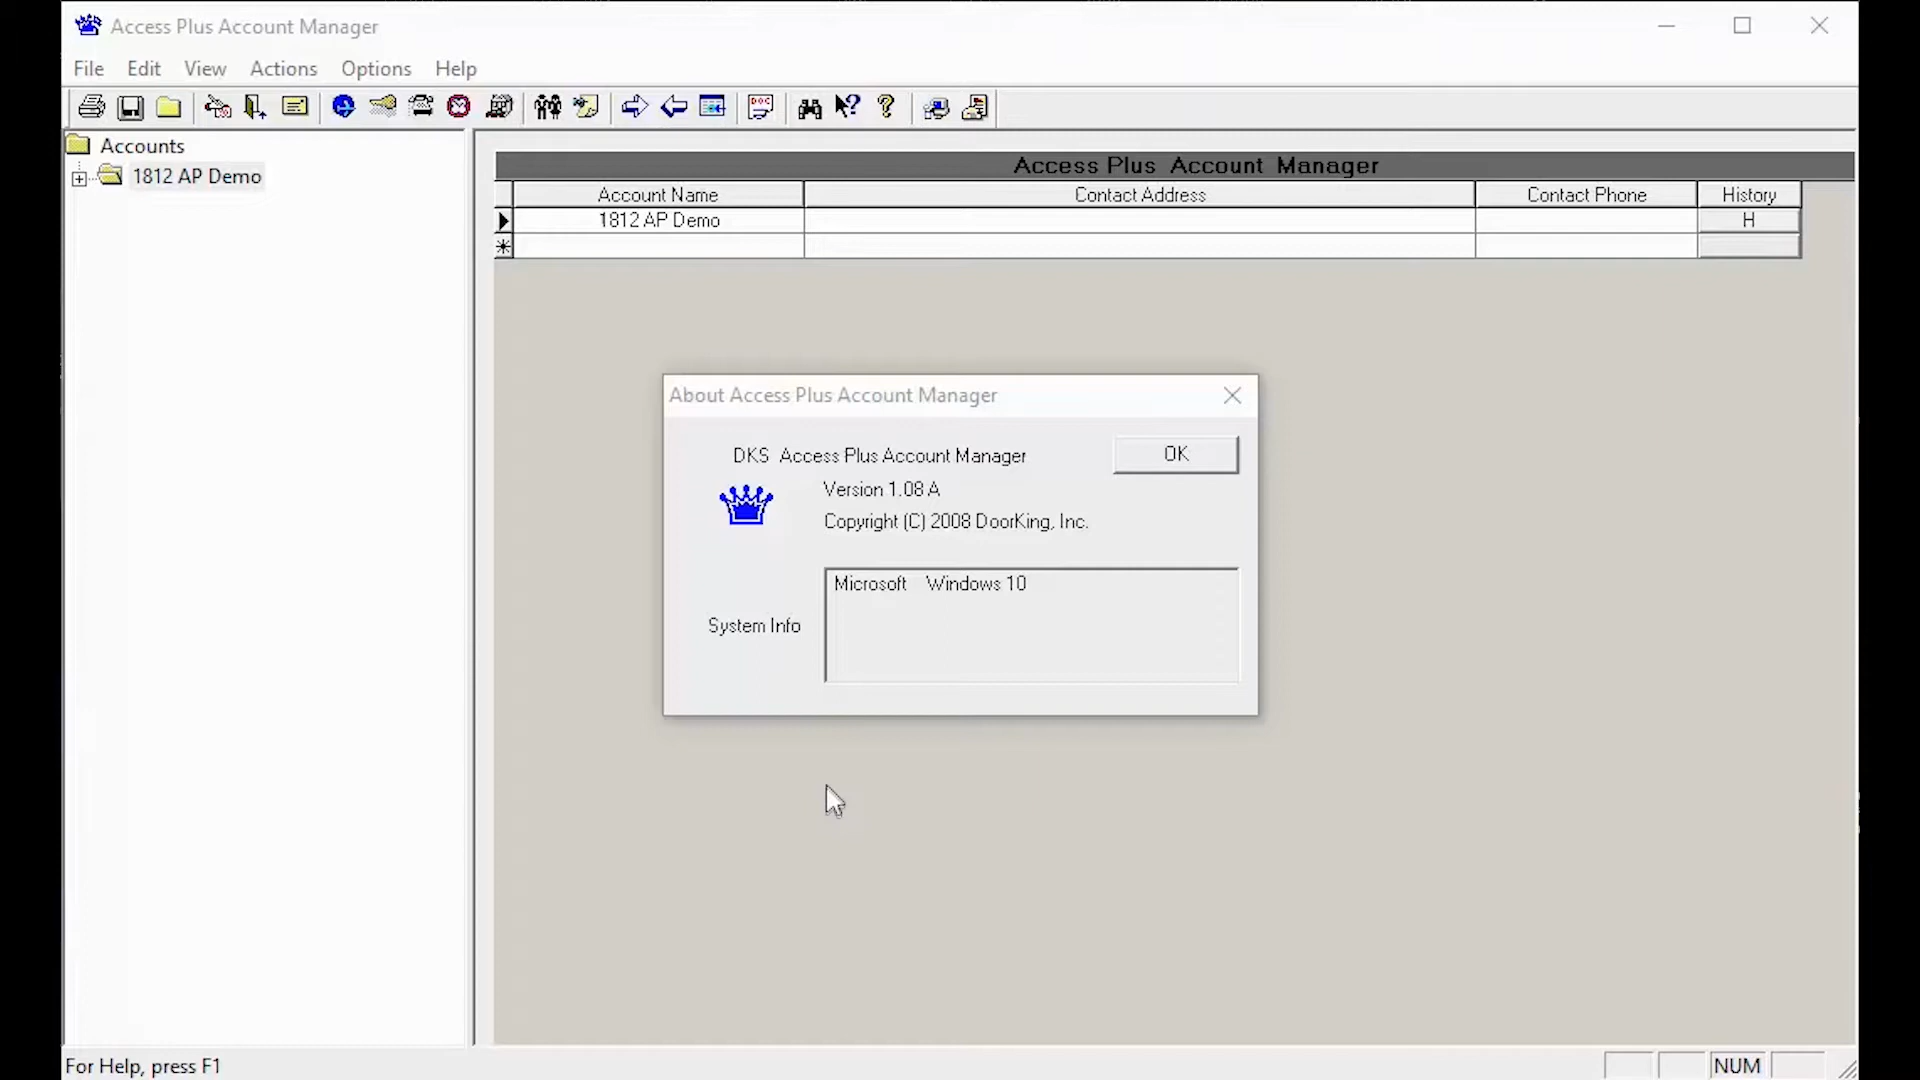 Access Plus Account Manager
File Edit View Actions Options Help
Accounts
1812 AP Demo
Access Plus Account Manager
Account Name Contact Address Contact Phone History
1812 AP Demo H
About Access Plus Account Manager
DKS Access Plus Account Manager
OK
Version 1.08 A
Copyright (C) 2008 DoorKing, Inc.
Microsoft Windows 10
System Info
For Help, press F1
NUM